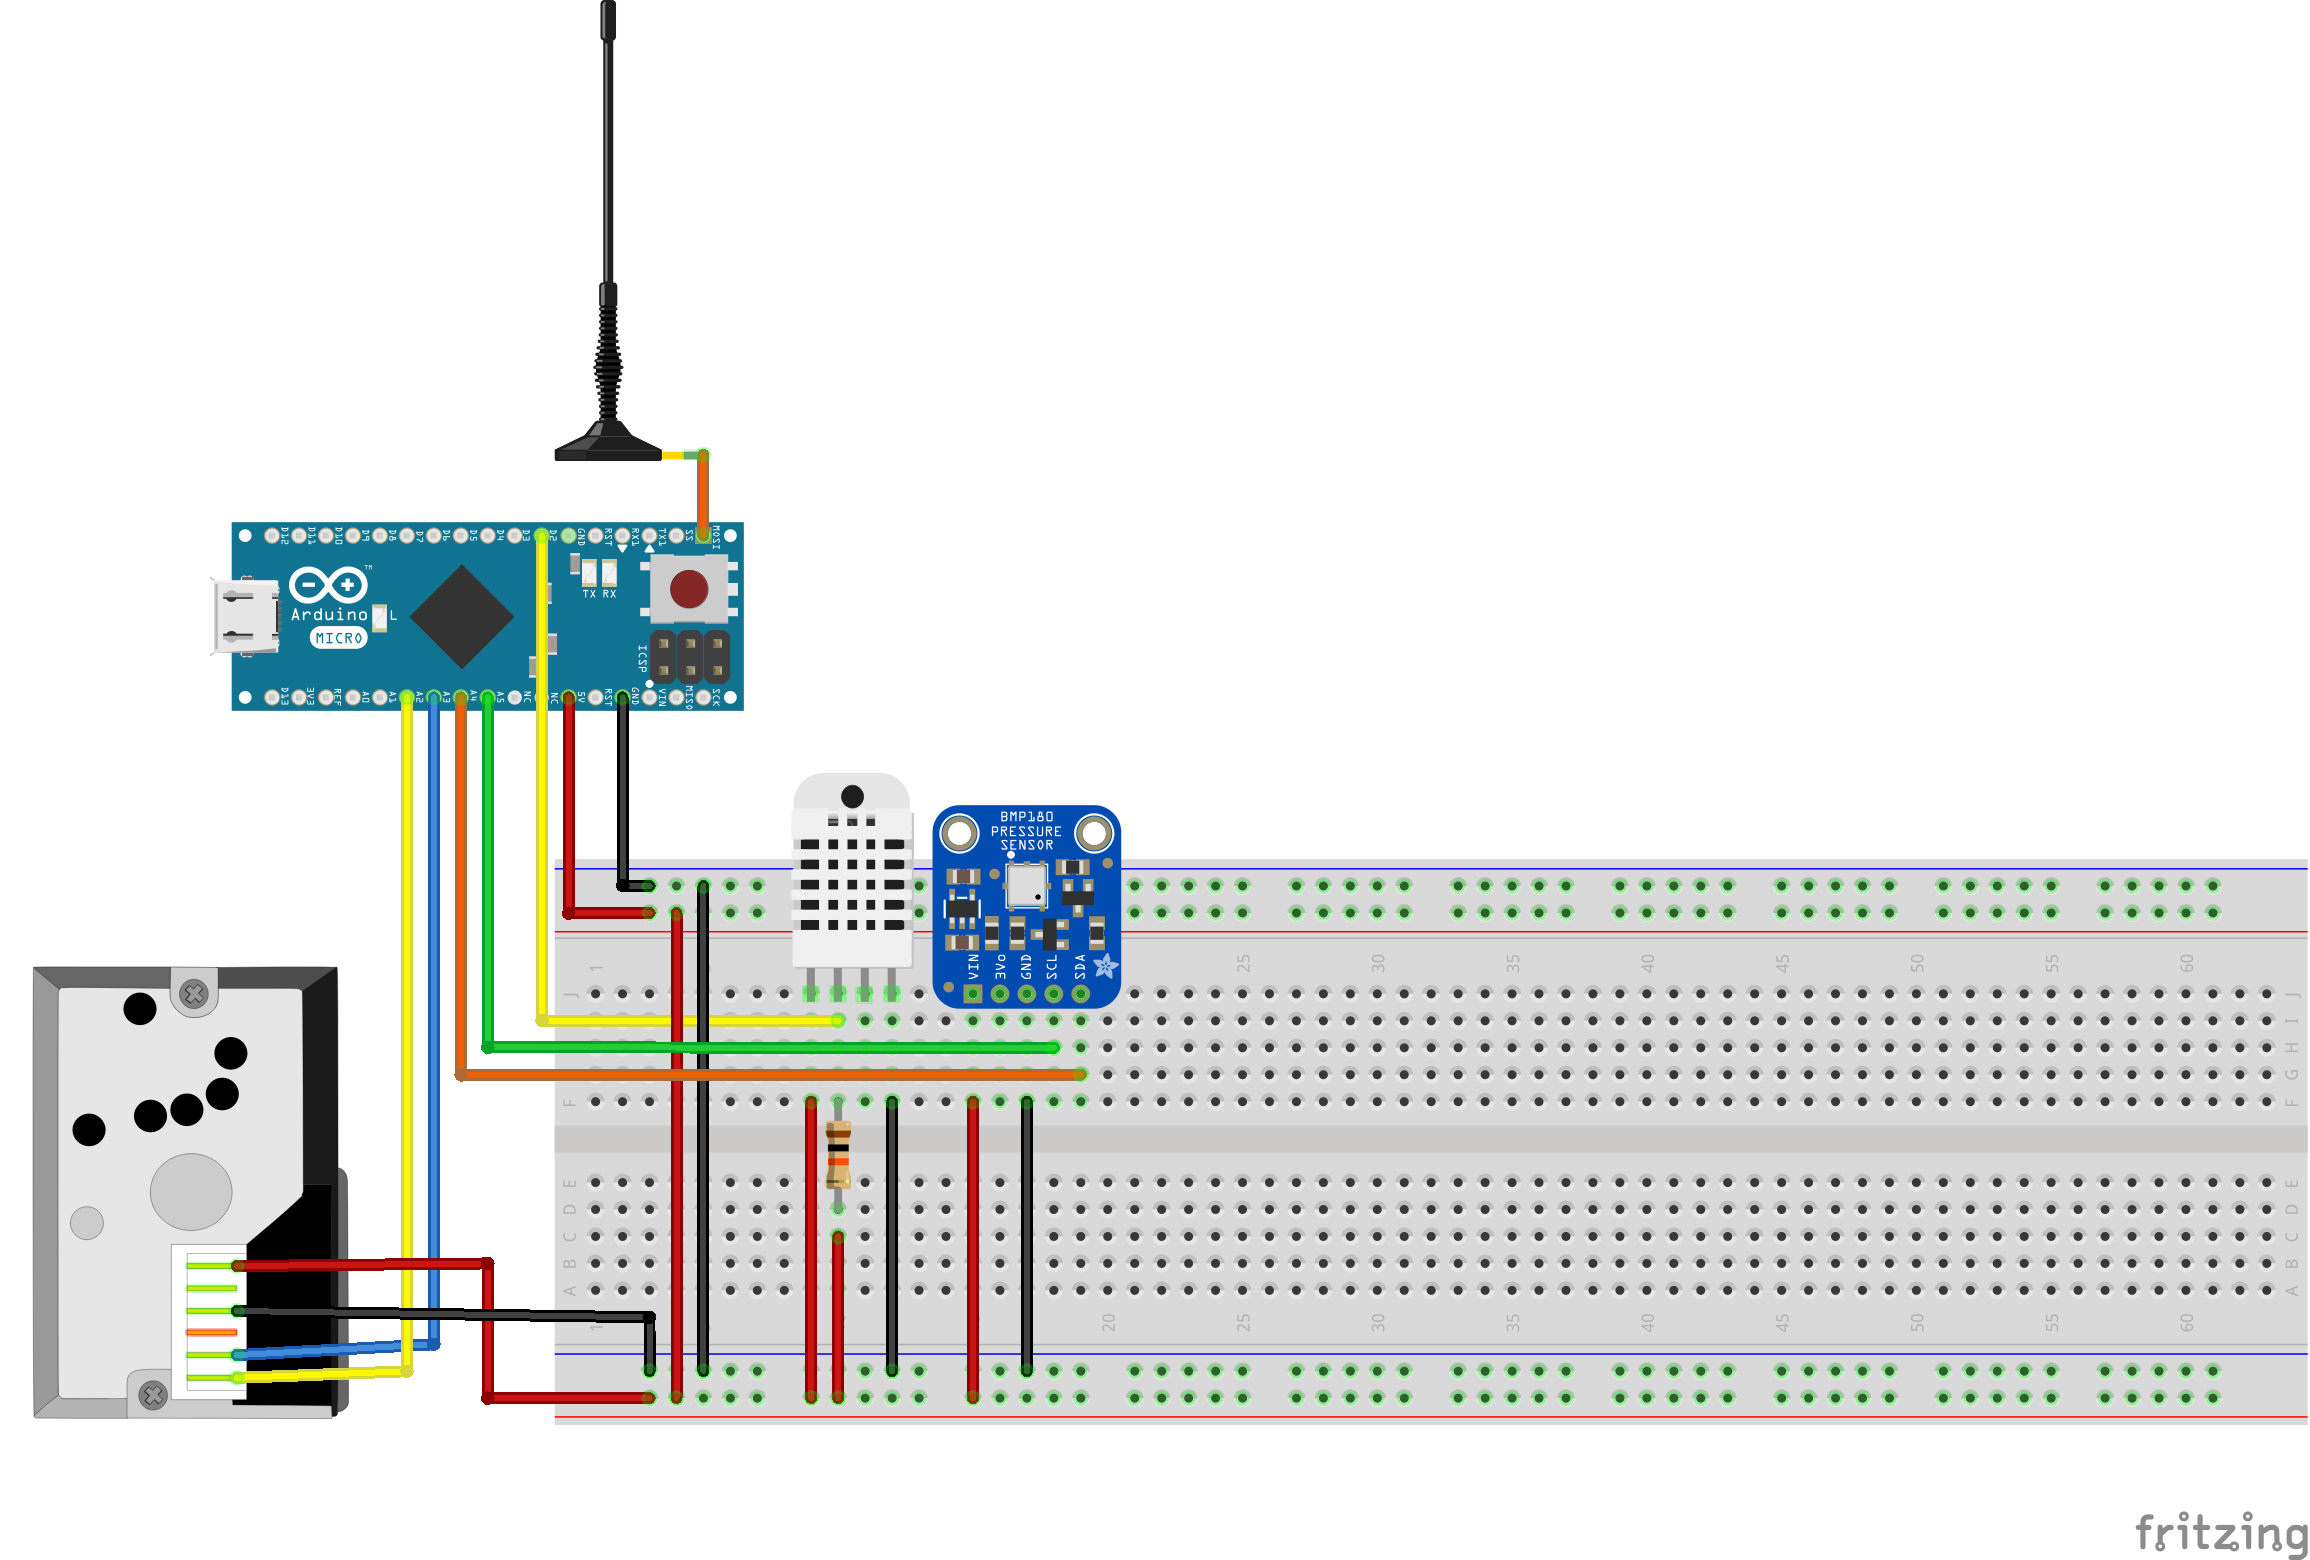 D12 D11 D10 D9 D8 D7 D6 D5 D4 D3 D2 GND RST RX1 TX1 SS MOSI
TM
Arduino L
MICRO
TX RX
ICSP
D13 3V3 REF A0 A1 A2 A3 A4 A5 NC NC 5V RST GND VIN MISO SCK
BMP180
PRESSURE
SENSOR
VIN 3Vo GND SCL SDA
1 25 30 35 40 45 50 55 60
J J
I
H
G
F F
E E
D D
C C
B B
A A
1 20 25 30 35 40 45 50 55 60
fritzing